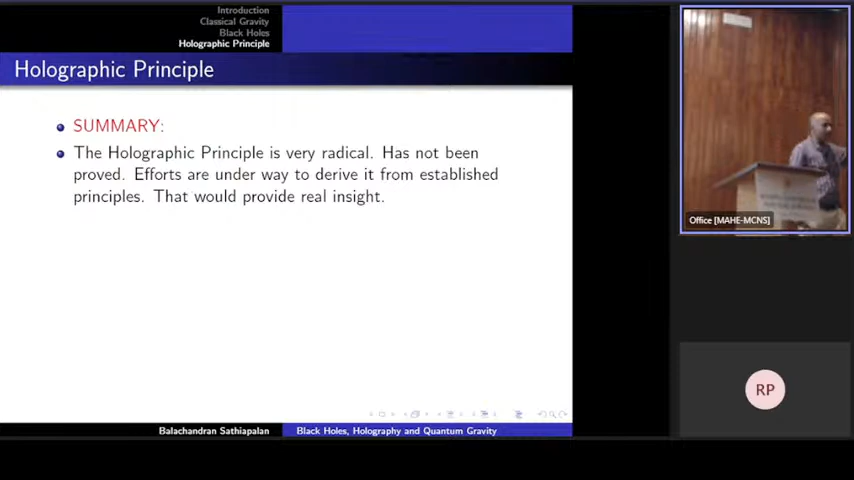 Introduction
Classical Gravity
Black Holes
Holographic Principle
Holographic Principle
SUMMARY:
The Holographic Principle is very radical. Has not been
proved. Efforts are under way to derive it from established
principles. That would provide real insight.
Balachandran Sathiapalan
Black Holes, Holography and Quantum Gravity
Office [MAHE-MCNS]
RP